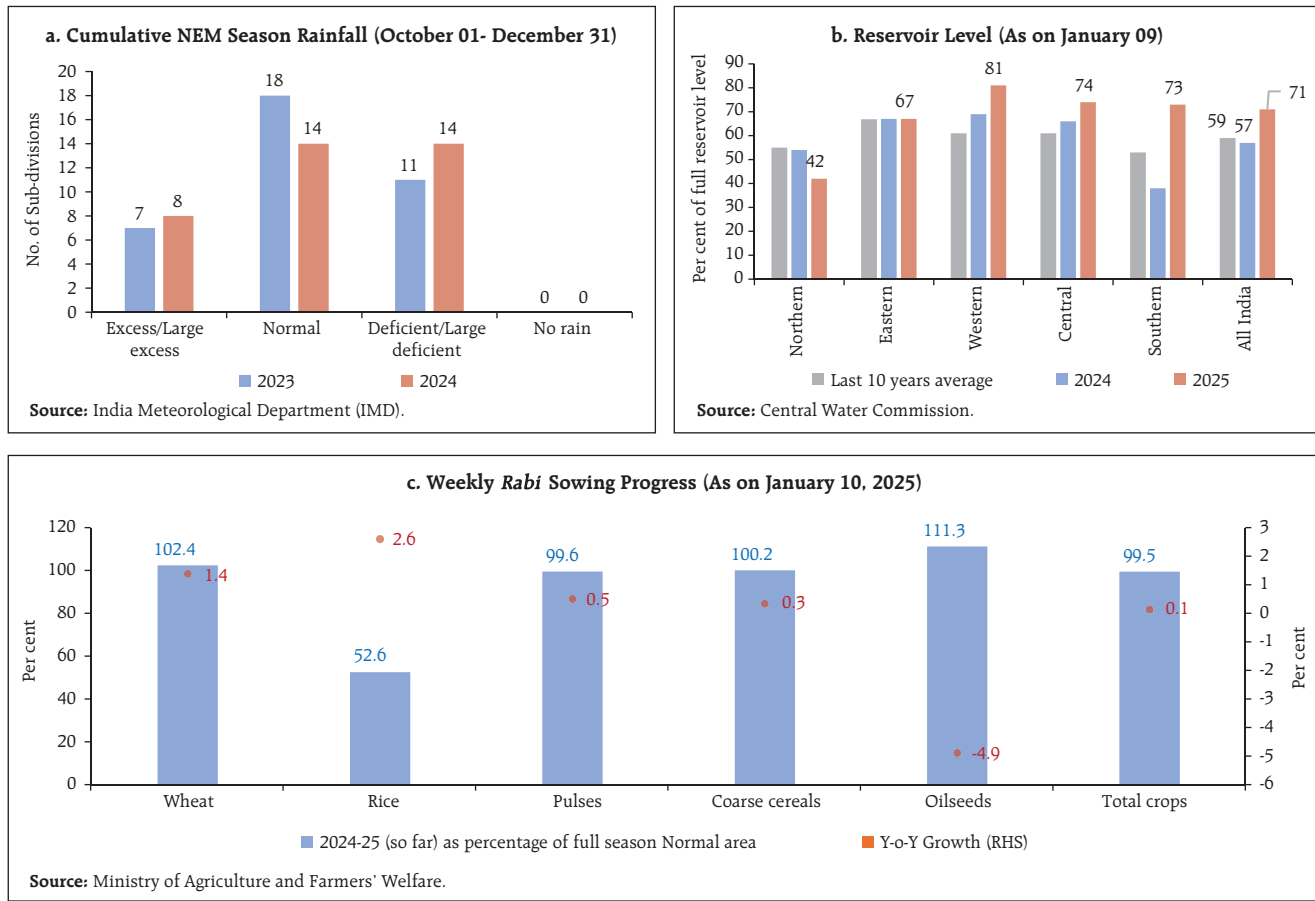 a. Cumulative NEM Season Rainfall (October 01- December 31)
No. of Sub-divisions
20
18
16
14
12
10
8
6
4
2
0
7
8
18
14
11
14
0
0
Excess/Large
excess
Normal
Deficient/Large
deficient
No rain
2023
2024
Source: India Meteorological Department (IMD).
b. Reservoir Level (As on January 09)
Per cent of full reservoir level
90
80
70
60
50
40
30
20
10
0
42
67
81
74
73
59
57
71
Northern
Eastern
Western
Central
Southern
All India
Last 10 years average
2024
2025
Source: Central Water Commission.
c. Weekly Rabi Sowing Progress (As on January 10, 2025)
Per cent
120
100
80
60
40
20
0
102.4
1.4
52.6
2.6
99.6
0.5
100.2
0.3
111.3
-4.9
99.5
0.1
3
2
1
0
-1
-2
-3
-4
-5
-6
Per cent
Wheat
Rice
Pulses
Coarse cereals
Oilseeds
Total crops
2024-25 (so far) as percentage of full season Normal area
Y-o-Y Growth (RHS)
Source: Ministry of Agriculture and Farmers' Welfare.